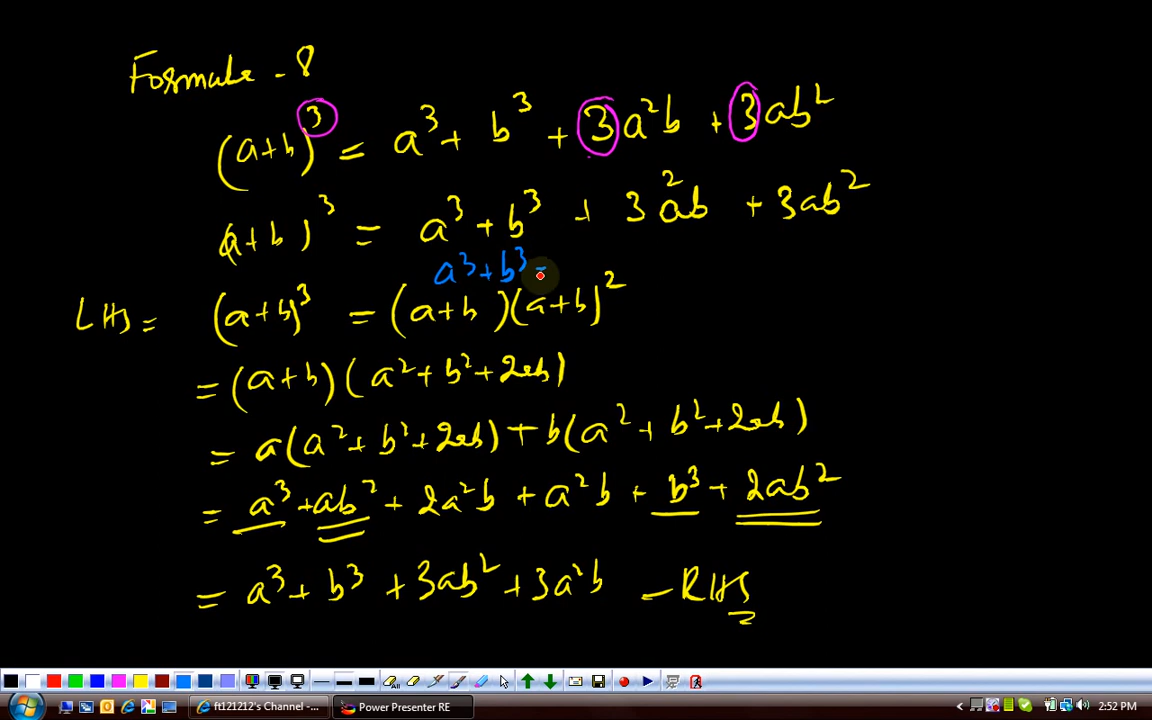 Formula - 8
(a+b)³ = a³ + b³ + 3a²b + 3ab²
(a+b)³ = a³ + b³ + 3a²b + 3ab²
a³+b³ =
LHS = (a+b)³ = (a+b)(a+b)²
= (a+b)(a²+b²+2ab)
= a(a²+b²+2ab) + b(a²+b²+2ab)
= a³+ab²+2a²b + a²b + b³ + 2ab²
= a³+b³+3ab²+3a²b - RHS
ft121212's Channel -...
Power Presenter RE
2:52 PM